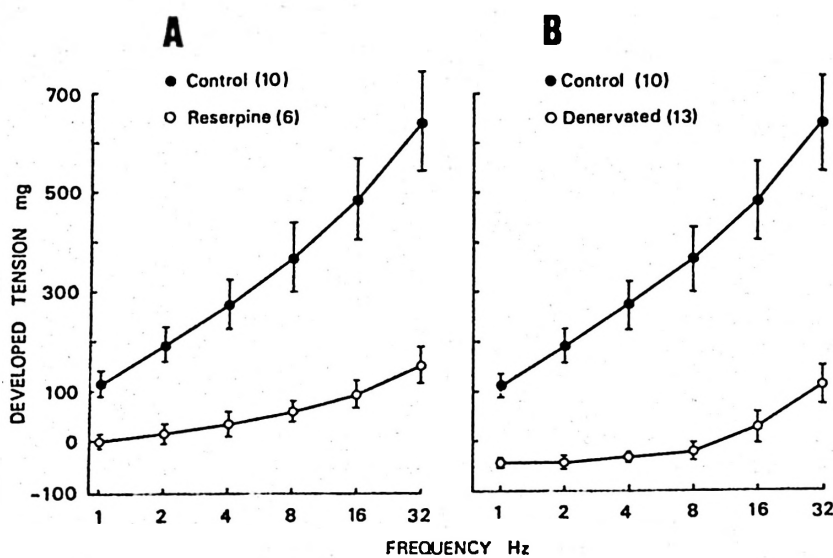 A
● Control (10)
○ Reserpine (6)
B
● Control (10)
○ Denervated (13)
DEVELOPED TENSION mg
700
500
300
100
0
-100
1 2 4 8 16 32
1 2 4 8 16 32
FREQUENCY Hz